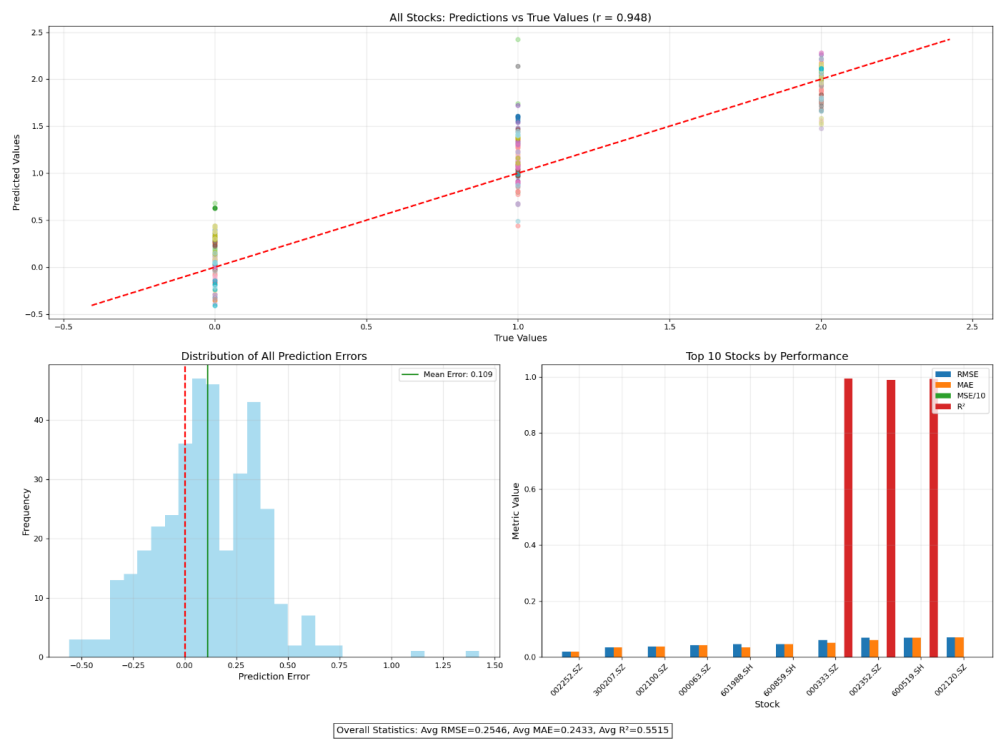 All Stocks: Predictions vs True Values (r = 0.948)
2.5
2.0
1.5
1.0
0.5
0.0
−0.5
Predicted Values
−0.5
0.0
0.5
1.0
1.5
2.0
2.5
True Values
Distribution of All Prediction Errors
Mean Error: 0.109
40
30
20
10
0
Frequency
−0.50
−0.25
0.00
0.25
0.50
0.75
1.00
1.25
1.50
Prediction Error
Top 10 Stocks by Performance
RMSE
MAE
MSE/10
R²
1.0
0.8
0.6
0.4
0.2
0.0
Metric Value
002252.SZ
300207.SZ
002100.SZ
000063.SZ
601988.SH
600859.SH
000333.SZ
002352.SZ
600519.SH
002120.SZ
Stock
Overall Statistics: Avg RMSE=0.2546, Avg MAE=0.2433, Avg R²=0.5515